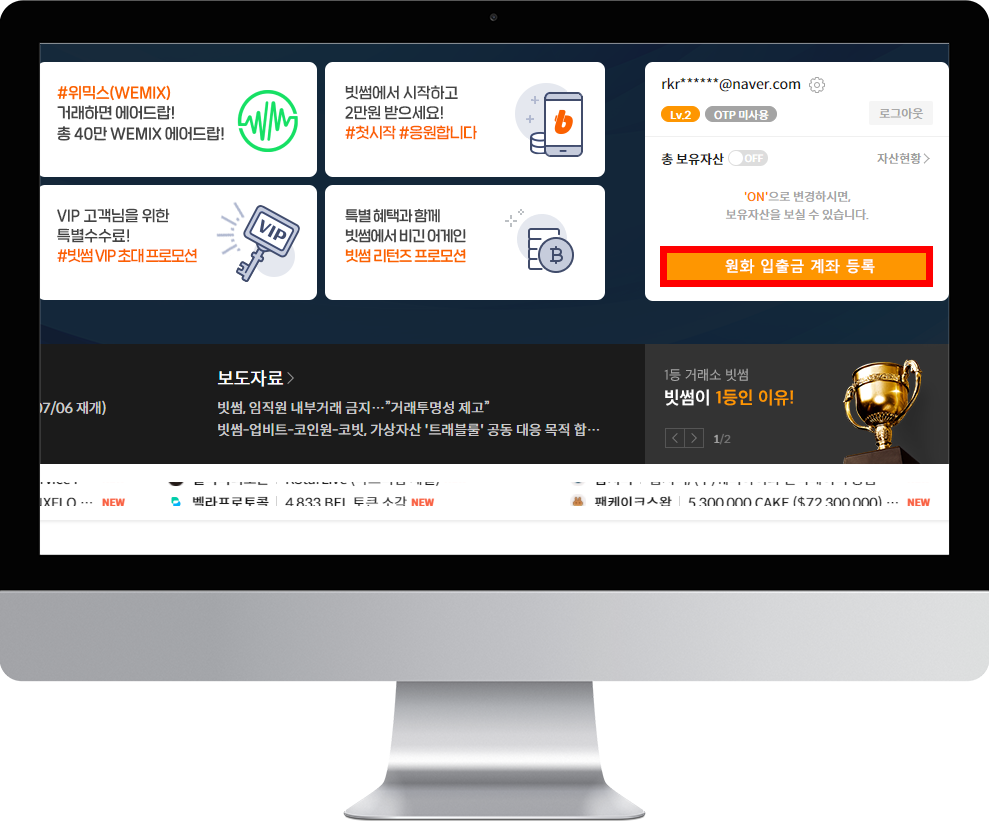 #위믹스(WEMIX)
거래하면 에어드랍!
총 40만 WEMIX 에어드랍!
빗썸에서 시작하고
2만원 받으세요!
#첫시작 #응원합니다
VIP 고객님을 위한
특별수수료!
#빗썸 VIP 초대 프로모션
VIP
특별 혜택과 함께
빗썸에서 비긴 어게인
빗썸 리턴즈 프로모션
rkr******@naver.com
Lv.2 OTP 미사용 로그아웃
총 보유자산 OFF 자산현황
'ON'으로 변경하시면,
보유자산을 보실 수 있습니다.
원화 입출금 계좌 등록
07/06 재개)
보도자료
빗썸, 임직원 내부거래 금지…"거래투명성 제고"
빗썸-업비트-코인원-코빗, 가상자산 '트래블룰' 공동 대응 목적 합…
1등 거래소 빗썸
빗썸이 1등인 이유!
1/2
NEW
벨라프로토콜 4,833 BEL 토큰 소각 NEW
팬케이크스왑 5,300,000 CAKE ($72,300,000) … NEW